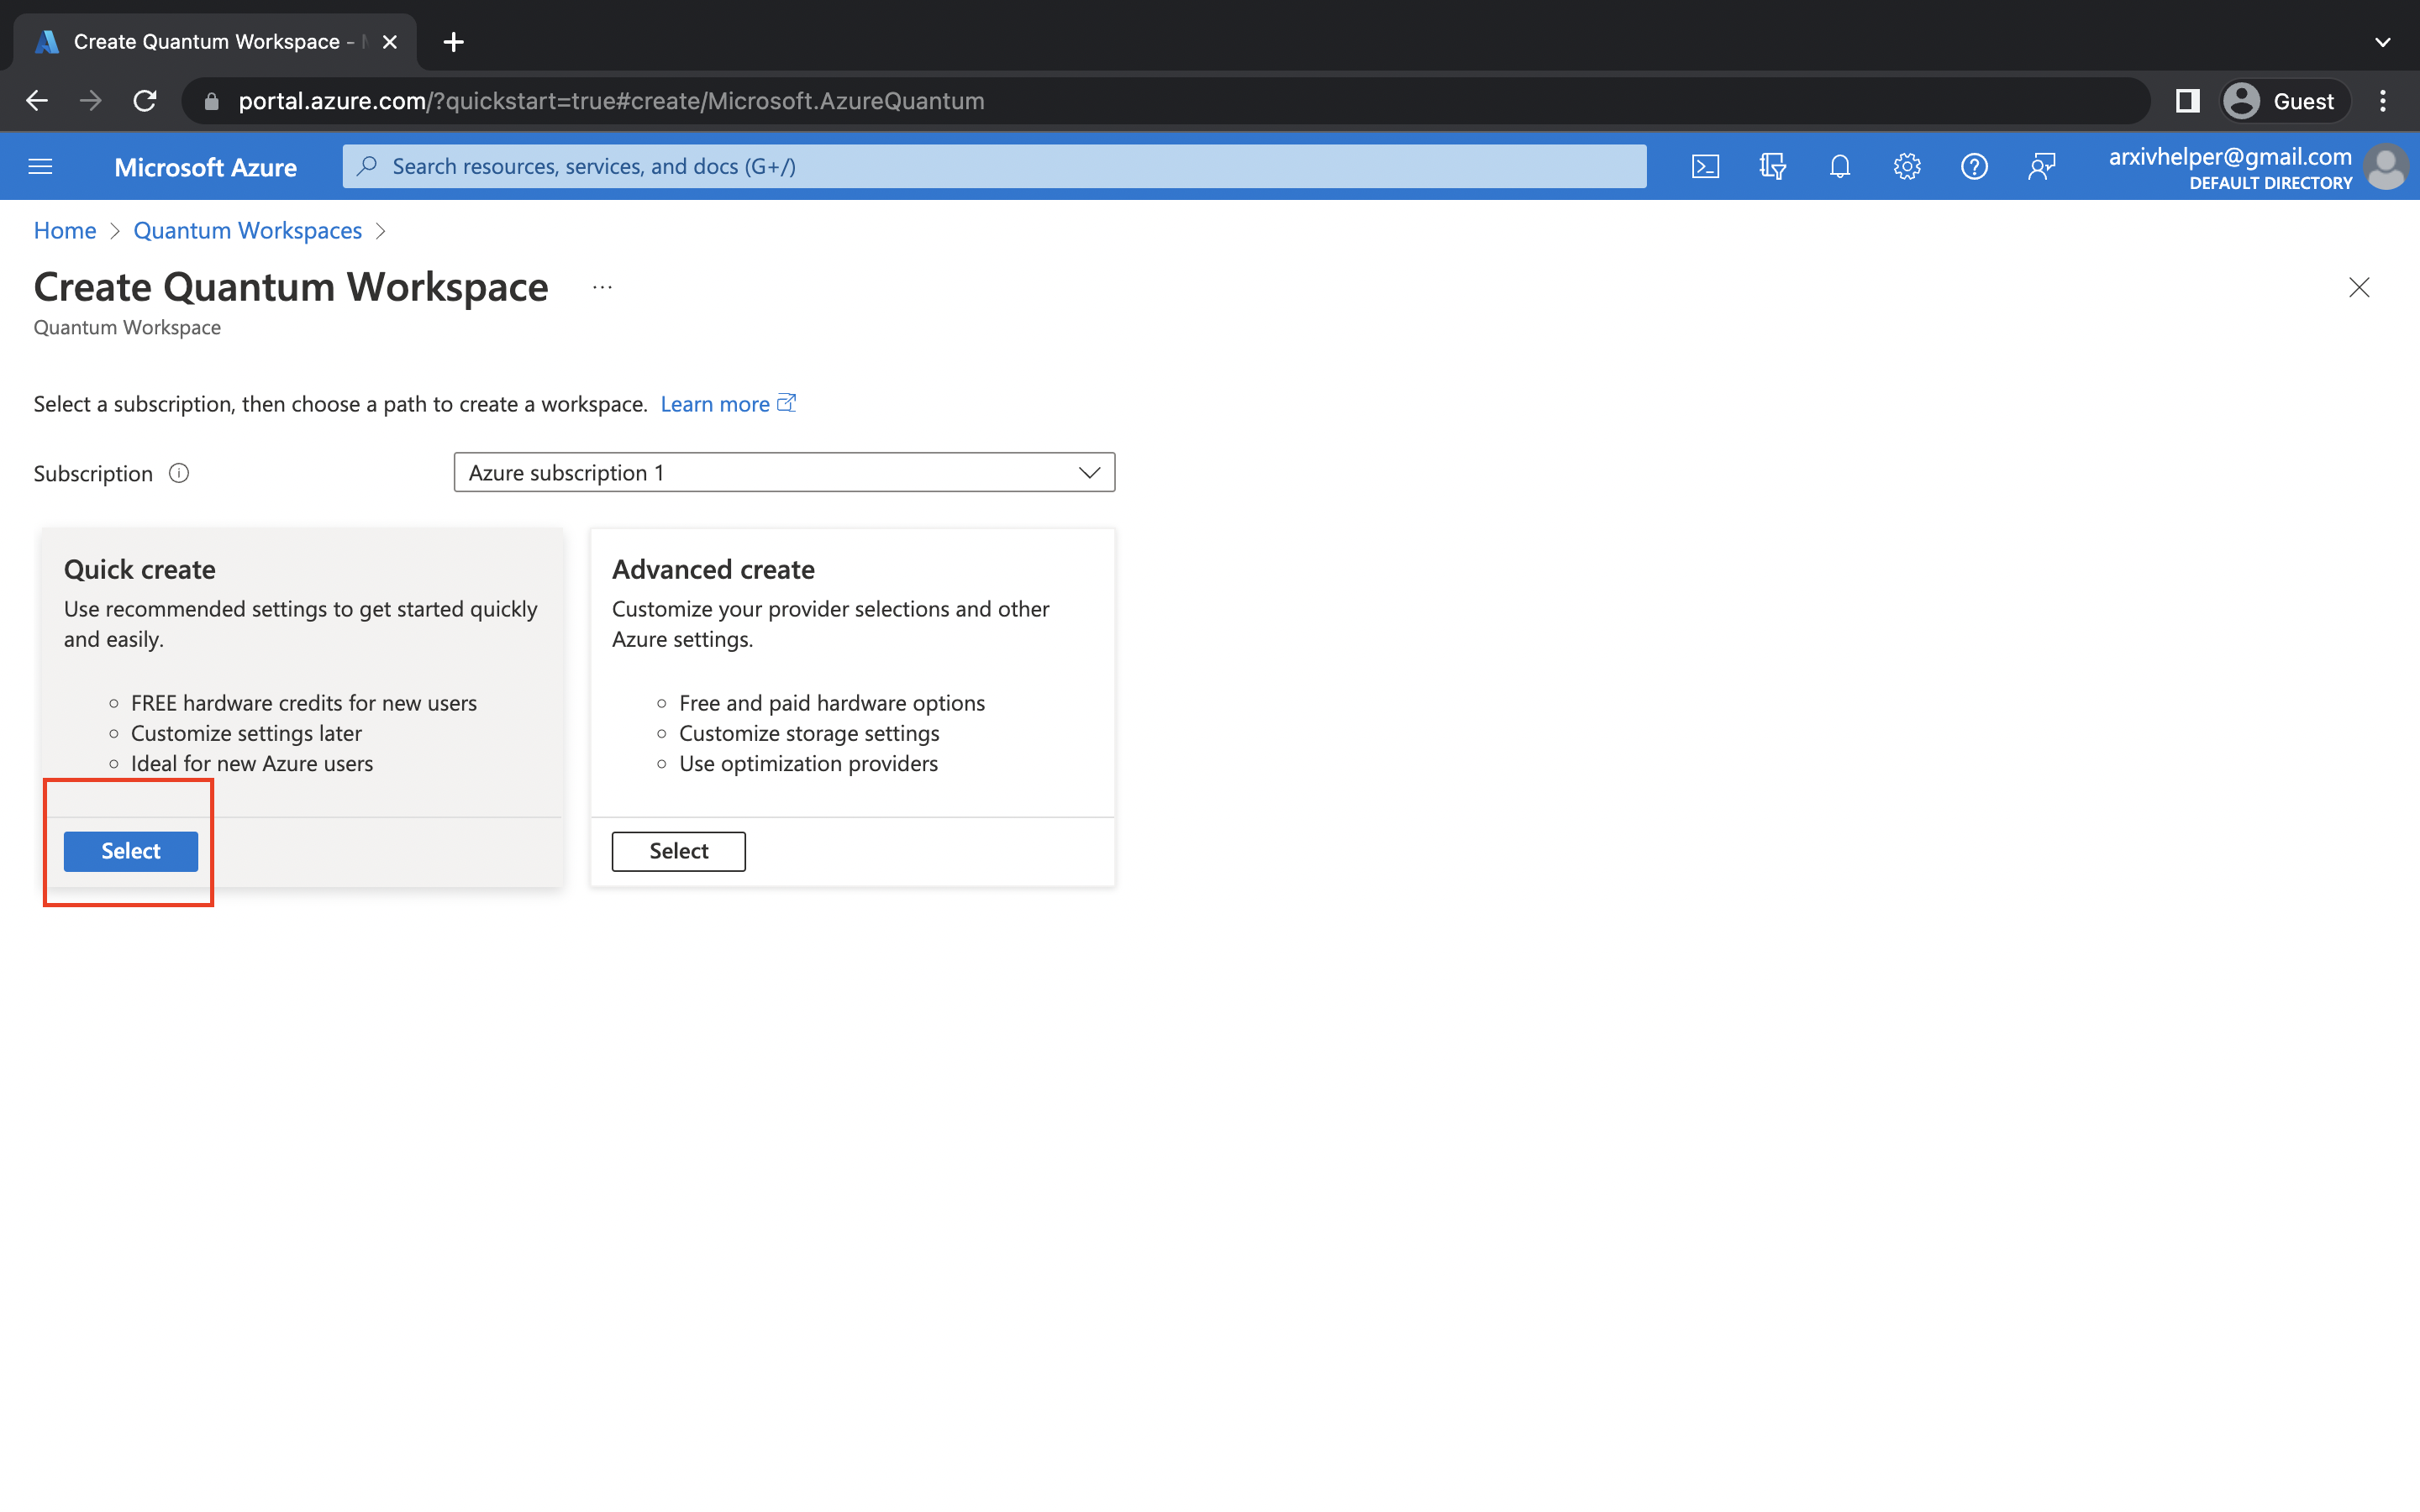 Create Quantum Workspace -
portal.azure.com/?quickstart=true#create/Microsoft.AzureQuantum
Guest
Microsoft Azure
Search resources, services, and docs (G+/)
arxivhelper@gmail.com
DEFAULT DIRECTORY
Home > Quantum Workspaces >
Create Quantum Workspace ...
Quantum Workspace
Select a subscription, then choose a path to create a workspace. Learn more
Subscription
Azure subscription 1
Quick create
Use recommended settings to get started quickly
and easily.
FREE hardware credits for new users
Customize settings later
Ideal for new Azure users
Select
Advanced create
Customize your provider selections and other
Azure settings.
Free and paid hardware options
Customize storage settings
Use optimization providers
Select